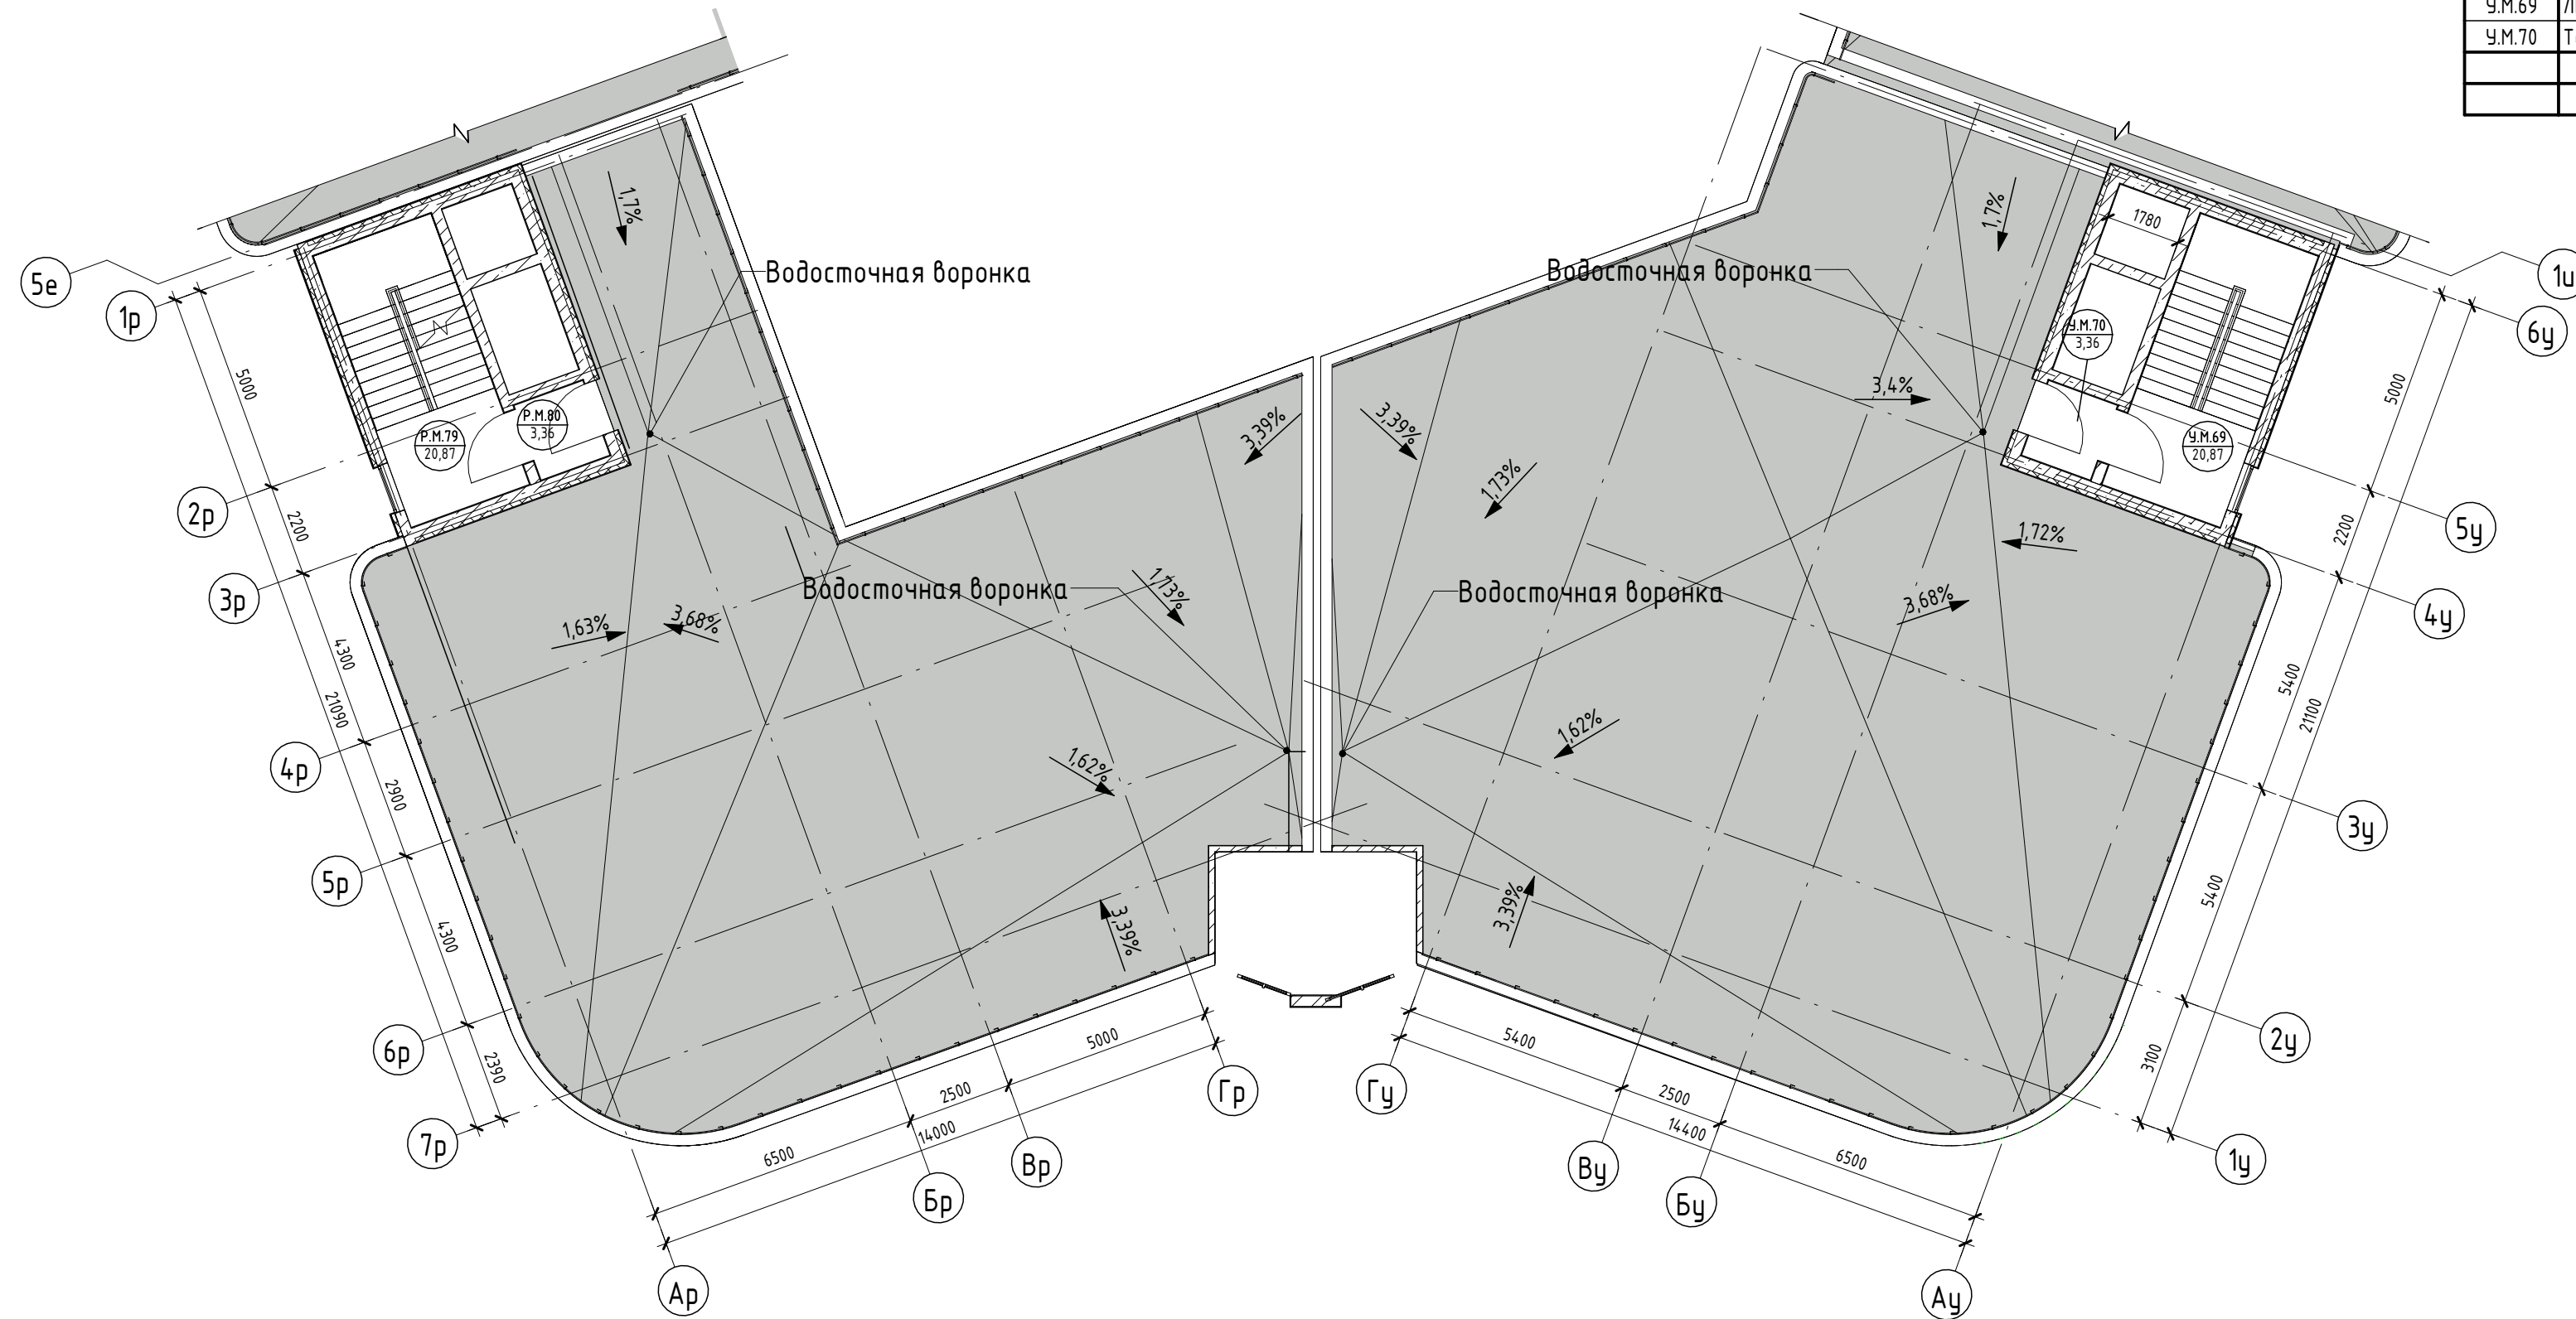 У.М.69
У.М.70
1,7%
1,7%
1780
Водосточная воронка
Водосточная воронка
5е
1р
1и
6у
У.М.70
3,36
3,4%
5000
5000
Р.М.80
3,36
Р.М.79
20,87
3,39%
3,39%
У.М.69
20,87
1,73%
2р
2200
1,72%
2200
5у
3р
Водосточная воронка
1,73%
Водосточная воронка
3,68%
4у
1,63%
3,68%
4300
21090
5400
21100
1,62%
1,62%
4р
2900
3у
5р
5400
4300
3,39%
3,39%
6р
2390
5000
5400
3100
2у
2500
2500
Гр
Гу
7р
14000
14400
6500
6500
Вр
Ву
1у
Бр
Бу
Ар
Ау